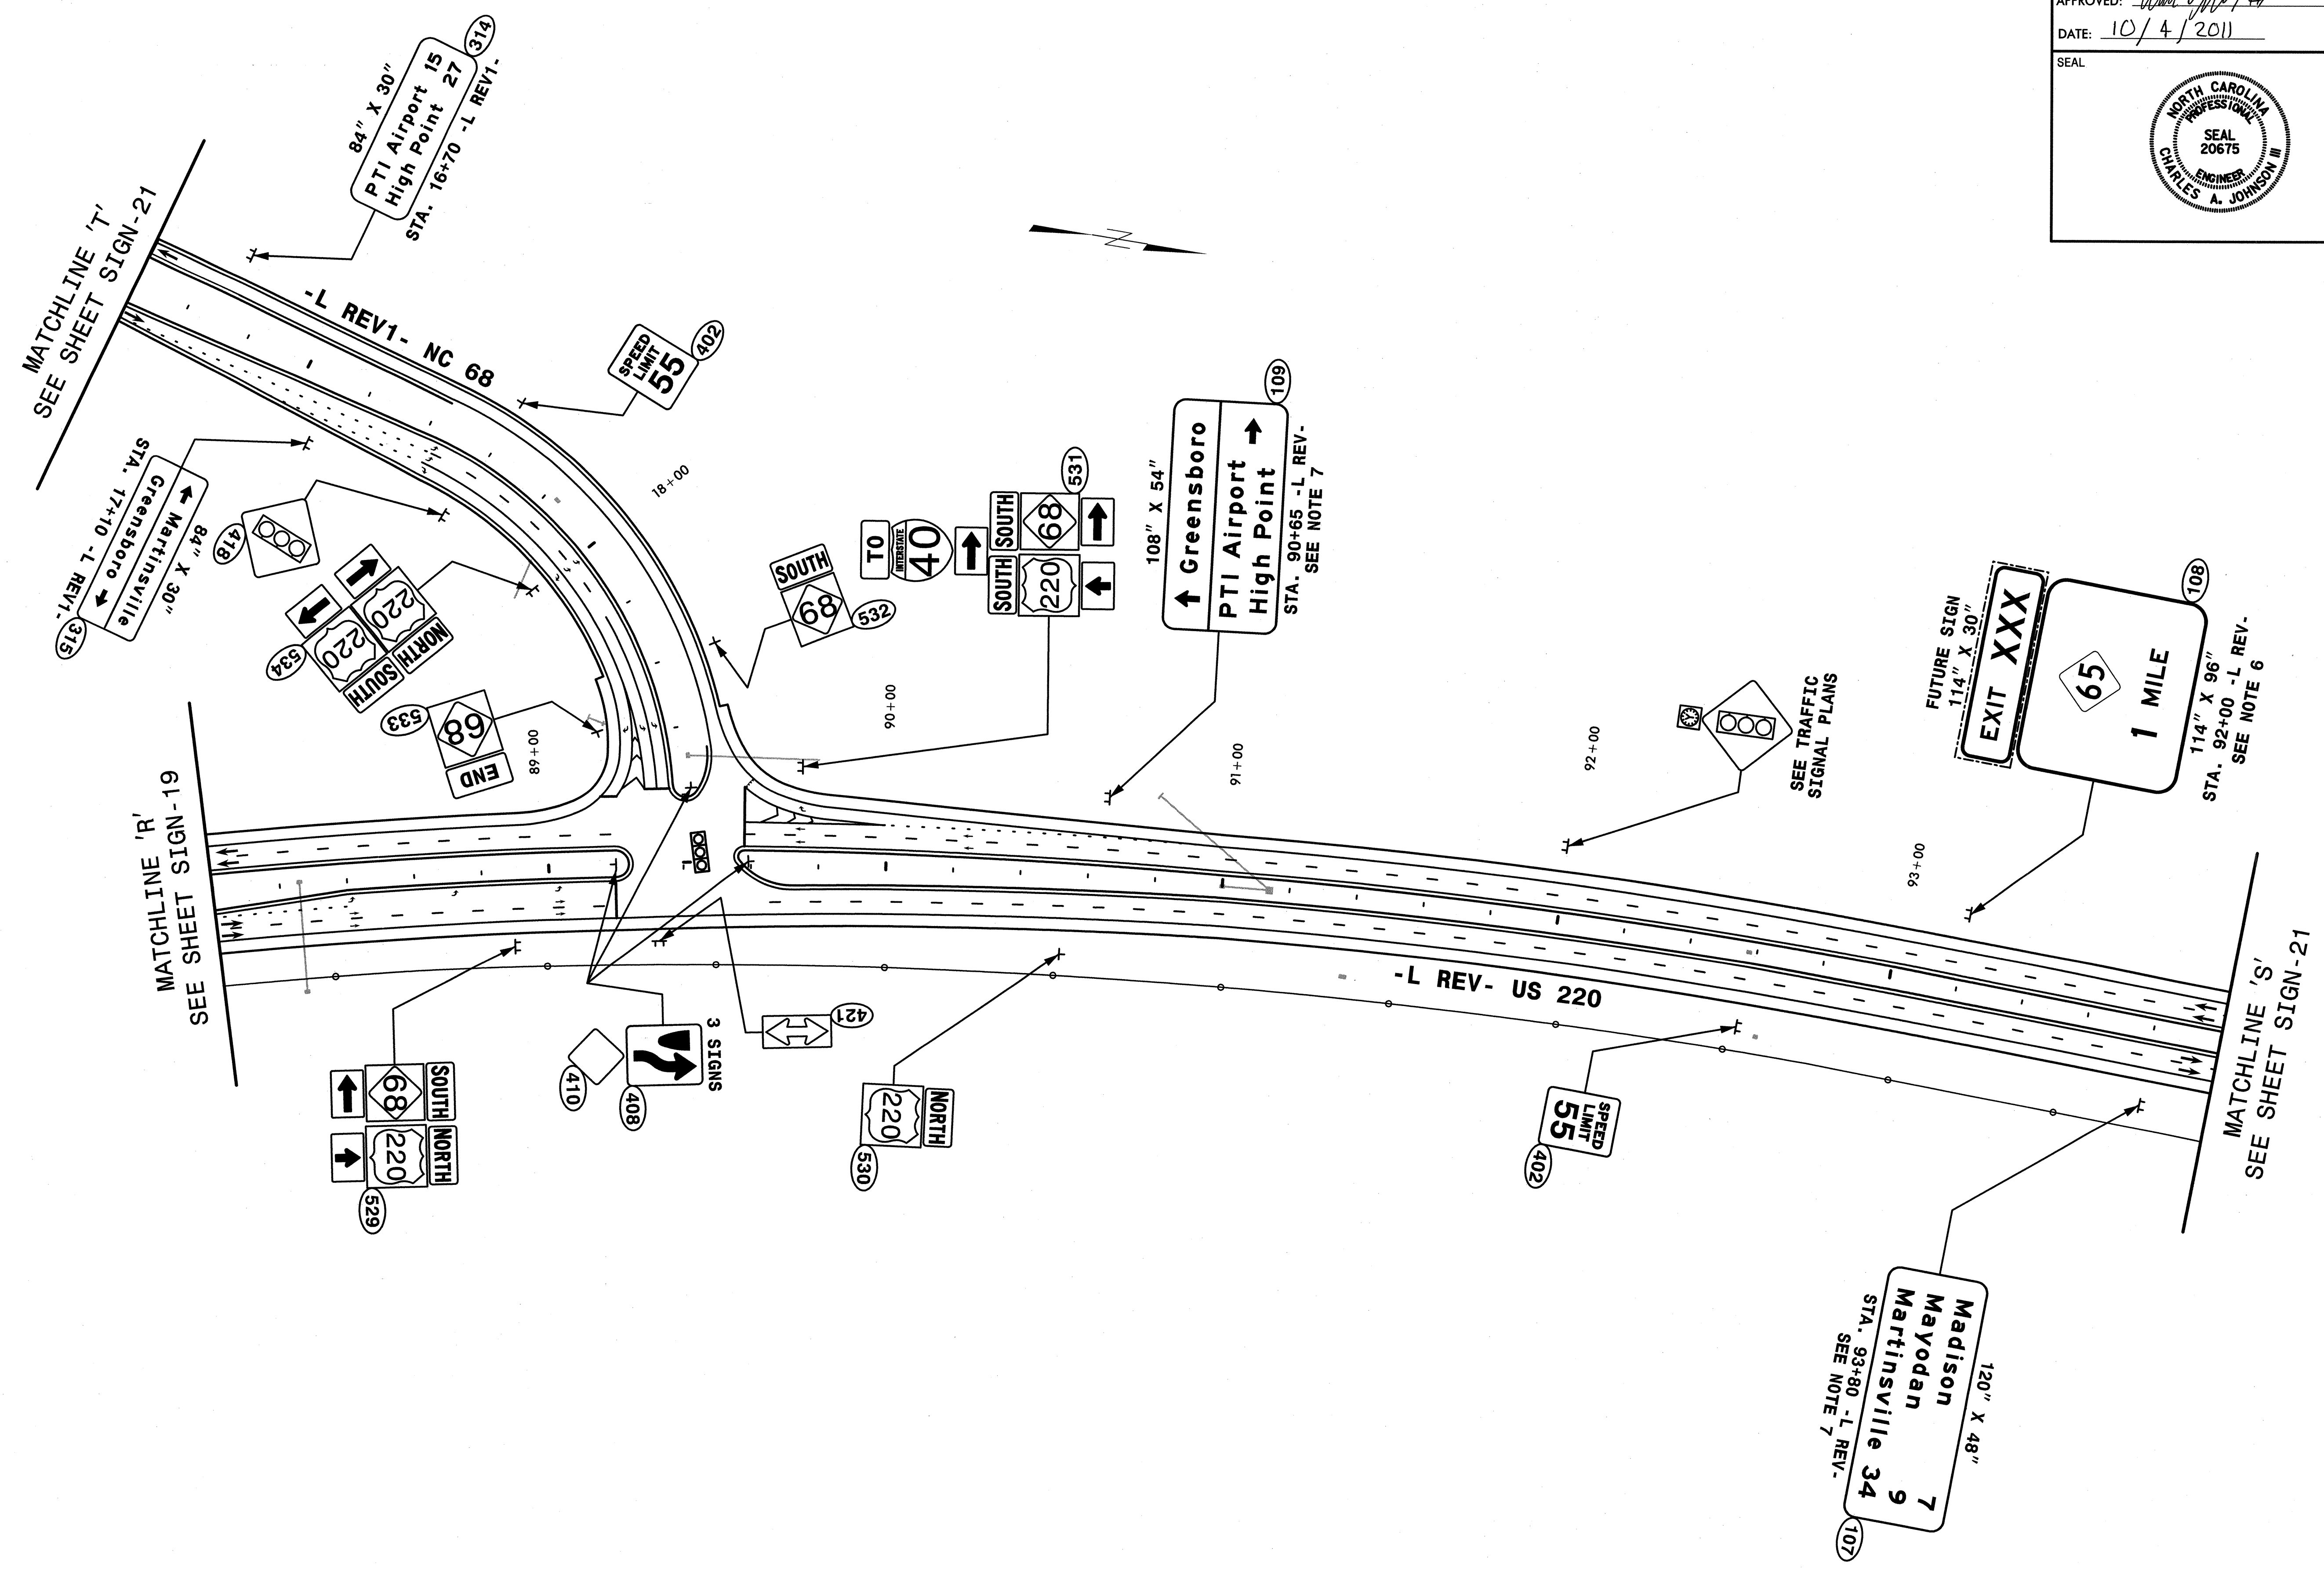 APPROVED:
DATE: 10/4/2011
SEAL
NORTH CAROLINA
PROFESSIONAL
SEAL
20675
ENGINEER
CHARLES A. JOHNSON III
314
84" X 30"
PTI Airport 15
High Point 27
STA. 16+70 -L REV1-
MATCHLINE 'T'
SEE SHEET SIGN-21
-L REV1- NC 68
402
SPEED
LIMIT
55
18+00
315
84" X 30"
Martinsville
Greensboro
STA. 17+10 -L REV1-
418
534
NORTH
220
SOUTH
220
533
END
68
89+00
532
SOUTH
68
90+00
TO
INTERSTATE
40
531
SOUTH
68
SOUTH
220
109
108" X 54"
Greensboro
PTI Airport
High Point
STA. 90+65 -L REV-
SEE NOTE 7
91+00
92+00
SEE TRAFFIC
SIGNAL PLANS
93+00
FUTURE SIGN
114" X 30"
EXIT XXX
108
65
1 MILE
114" X 96"
STA. 92+00 -L REV-
SEE NOTE 6
MATCHLINE 'R'
SEE SHEET SIGN-19
-L REV- US 220
MATCHLINE 'S'
SEE SHEET SIGN-21
529
SOUTH
68
NORTH
220
410
408
3 SIGNS
421
530
NORTH
220
402
SPEED
LIMIT
55
120" X 48"
Madison 7
Mayodan 9
Martinsville 34
STA. 93+80 -L REV-
SEE NOTE 7
107